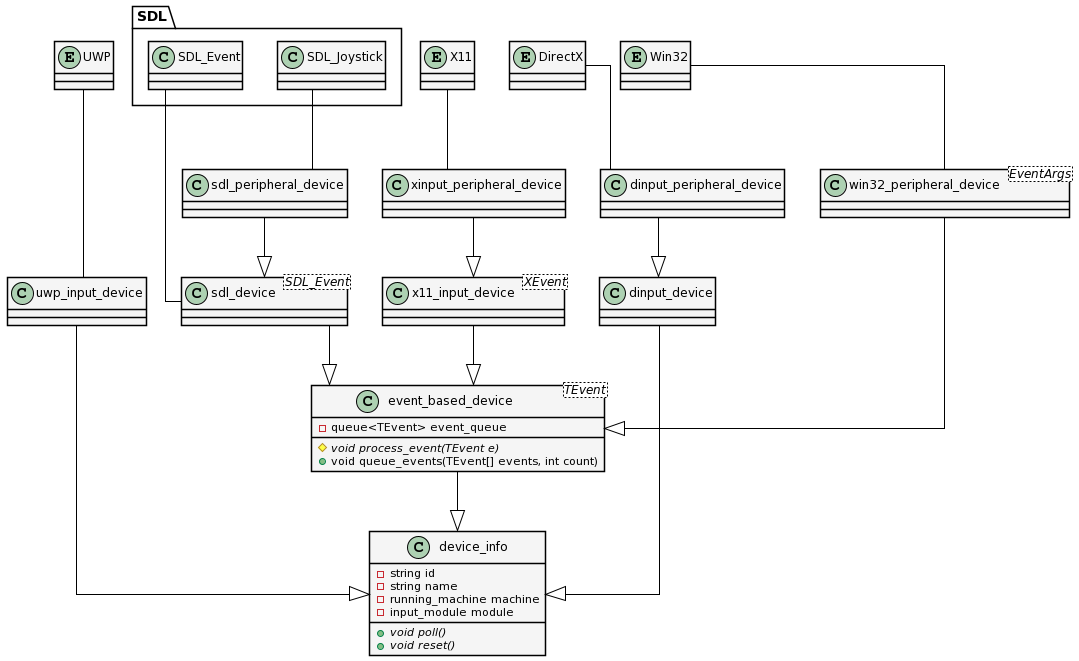 SDL
E UWP
C SDL_Event
C SDL_Joystick
E X11
E DirectX
E Win32
C sdl_peripheral_device
C xinput_peripheral_device
C dinput_peripheral_device
C win32_peripheral_device
EventArgs
C uwp_input_device
C sdl_device
SDL_Event
C x11_input_device
XEvent
C dinput_device
C event_based_device
TEvent
queue<TEvent> event_queue
void process_event(TEvent e)
void queue_events(TEvent[] events, int count)
C device_info
string id
string name
running_machine machine
input_module module
void poll()
void reset()